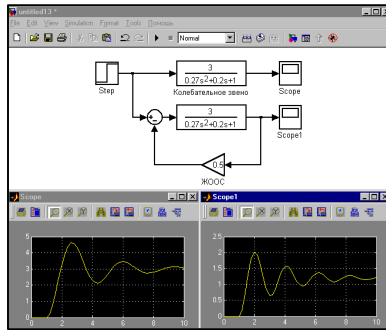 untitled13 *
File Edit View Simulation Format Tools Помощь
Normal
Step
3
0.27s2+0.2s+1
Колебательное звено
Scope
3
0.27s2+0.2s+1
Scope1
0.5
ЖООС
Scope
Scope1
5
4
3
2
1
0
0 2 4 6 8 10
2.5
2
1.5
1
0.5
0
0 2 4 6 8 10